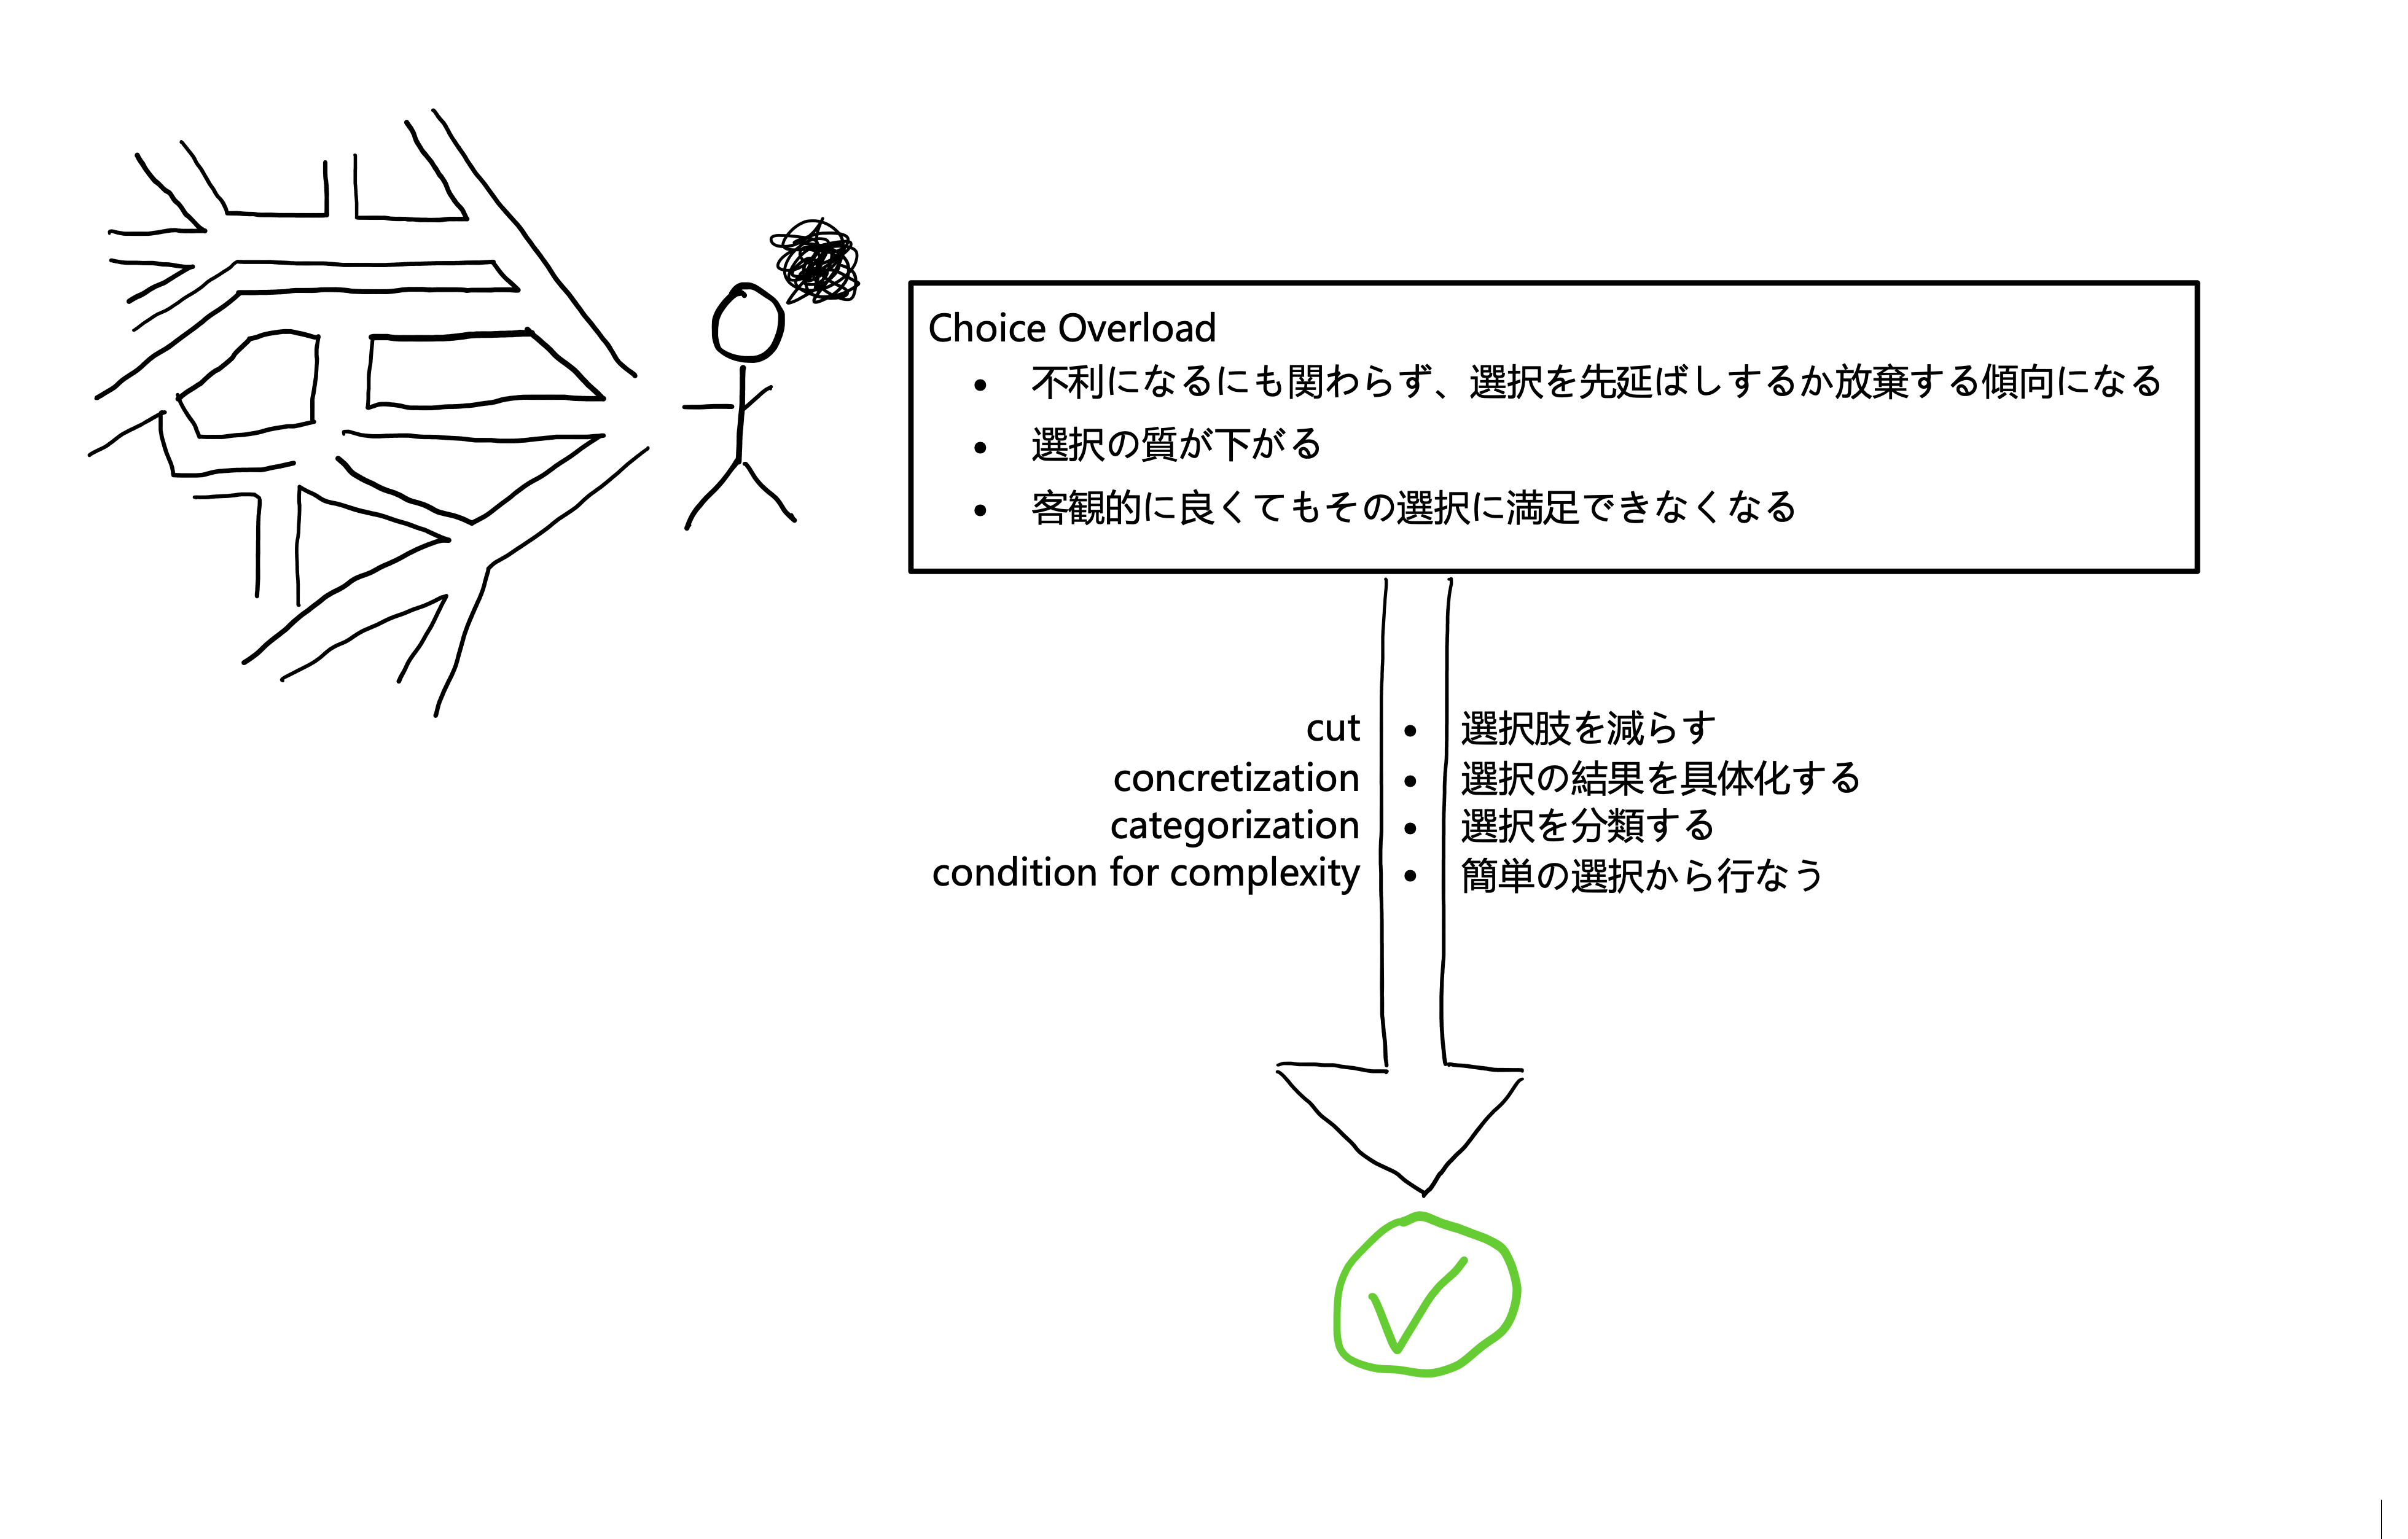 Choice Overload
• 不利になるにも関わらず、選択を先延ばしするか放棄する傾向になる
• 選択の質が下がる
• 客観的に良くてもその選択に満足できなくなる
cut • 選択肢を減らす
concretization • 選択の結果を具体化する
categorization • 選択を分類する
condition for complexity • 簡単の選択から行なう